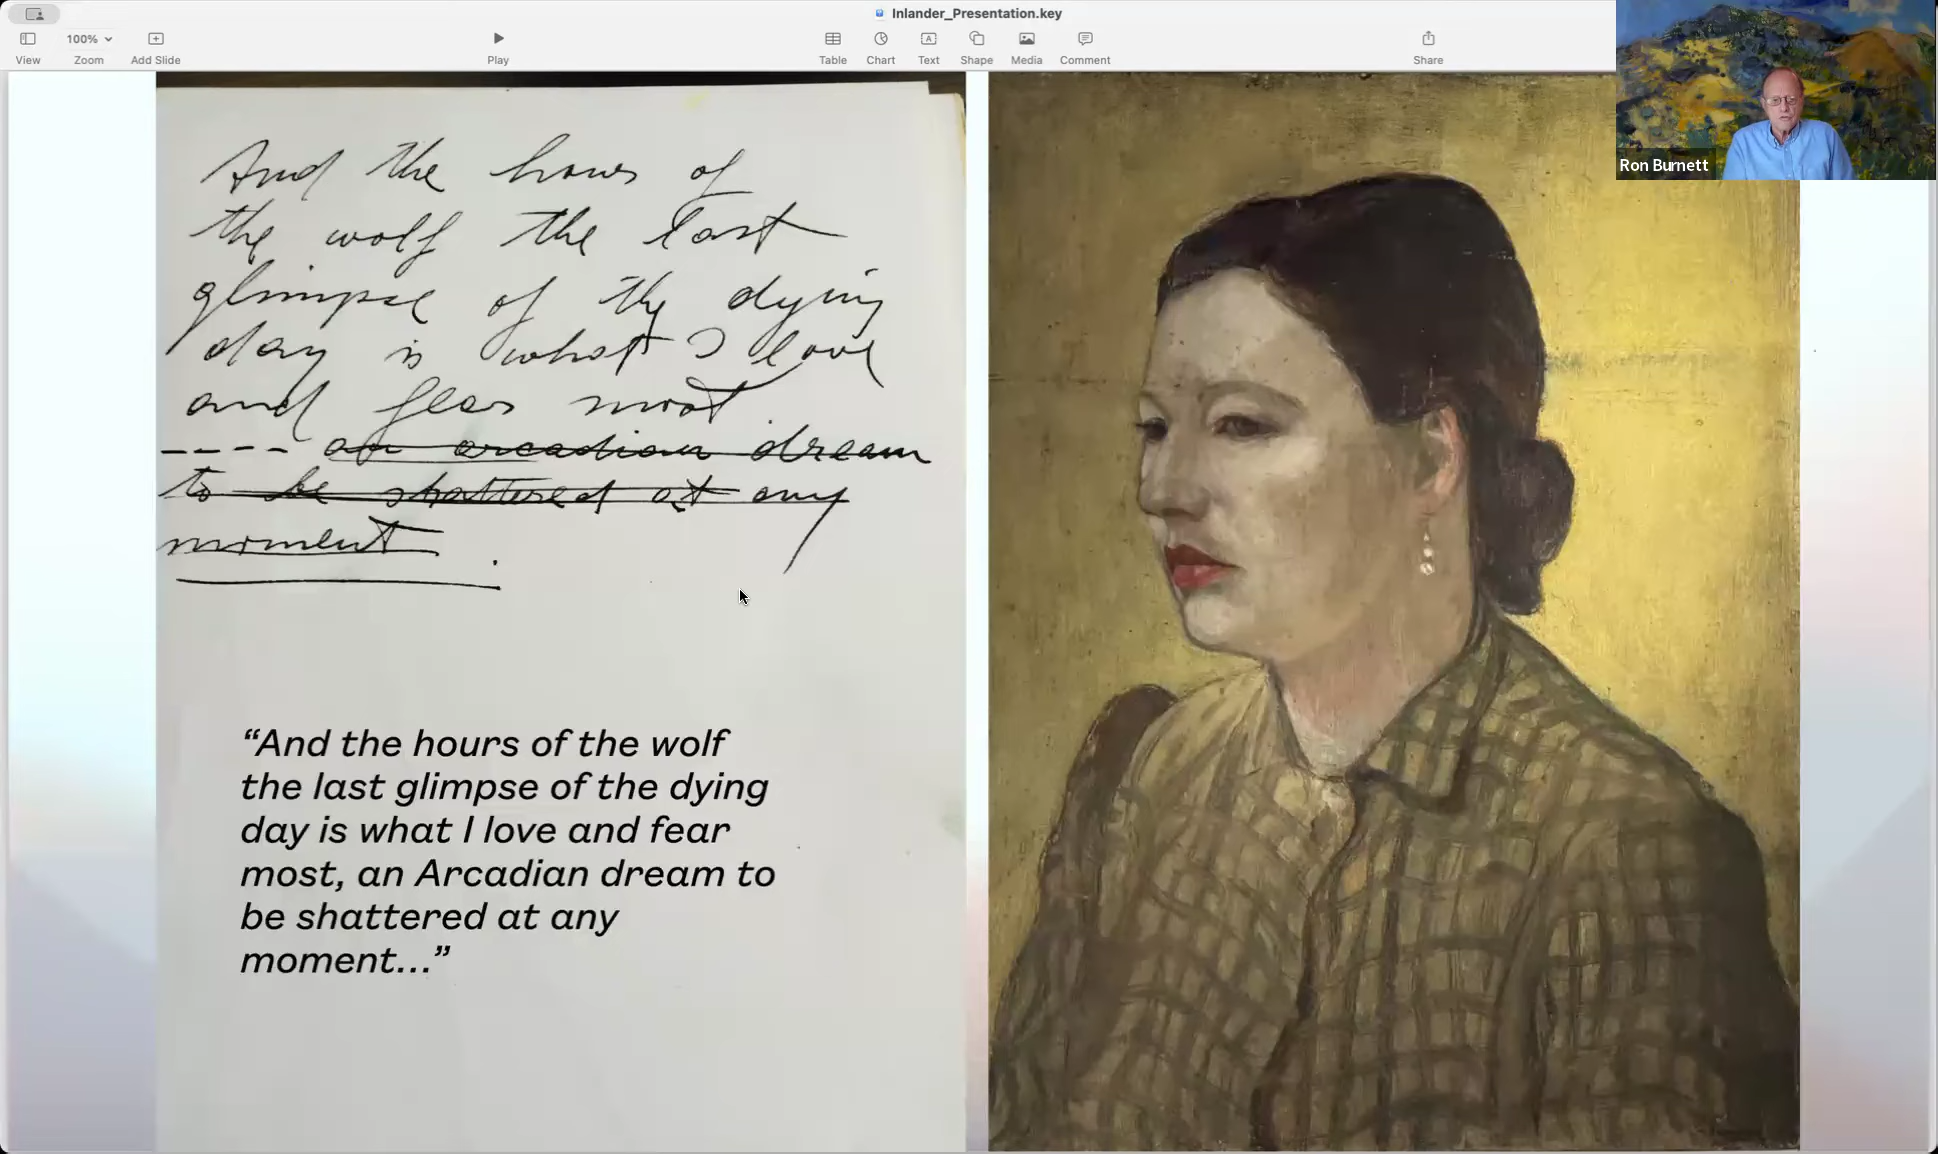 Inlander_Presentation.key
100%
View
Zoom
Add Slide
Play
Table
Chart
Text
Shape
Media
Comment
Share
Ron Burnett
And the hours of
the wolf the last
glimpse of the dying
day is what I love
and fear most
---- an arcadian dream
to be shattered at any
moment.
“And the hours of the wolf
the last glimpse of the dying
day is what I love and fear
most, an Arcadian dream to
be shattered at any
moment...”